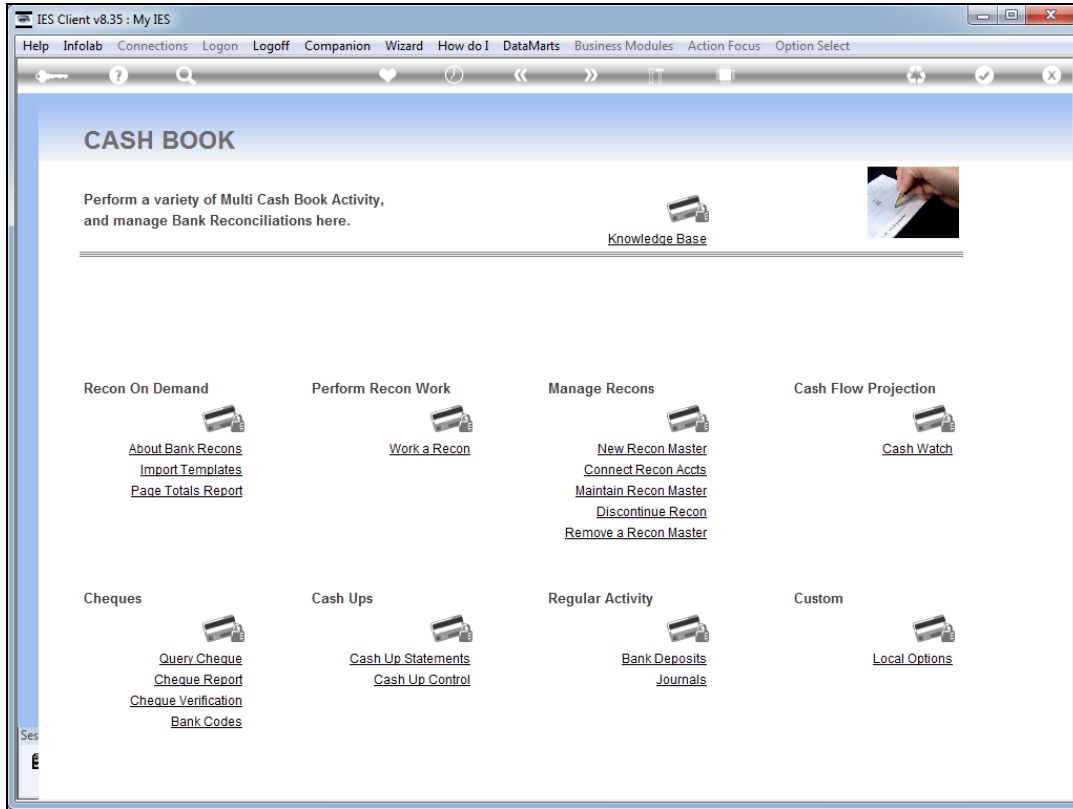 IES Client v8.35 : My IES
Help Infolab Connections Logon Logoff Companion Wizard How do I DataMarts Business Modules Action Focus Option Select
CASH BOOK
Perform a variety of Multi Cash Book Activity,
and manage Bank Reconciliations here.
Knowledge Base
Recon On Demand
About Bank Recons
Import Templates
Page Totals Report
Perform Recon Work
Work a Recon
Manage Recons
New Recon Master
Connect Recon Accts
Maintain Recon Master
Discontinue Recon
Remove a Recon Master
Cash Flow Projection
Cash Watch
Cheques
Query Cheque
Cheque Report
Cheque Verification
Bank Codes
Cash Ups
Cash Up Statements
Cash Up Control
Regular Activity
Bank Deposits
Journals
Custom
Local Options
Ses